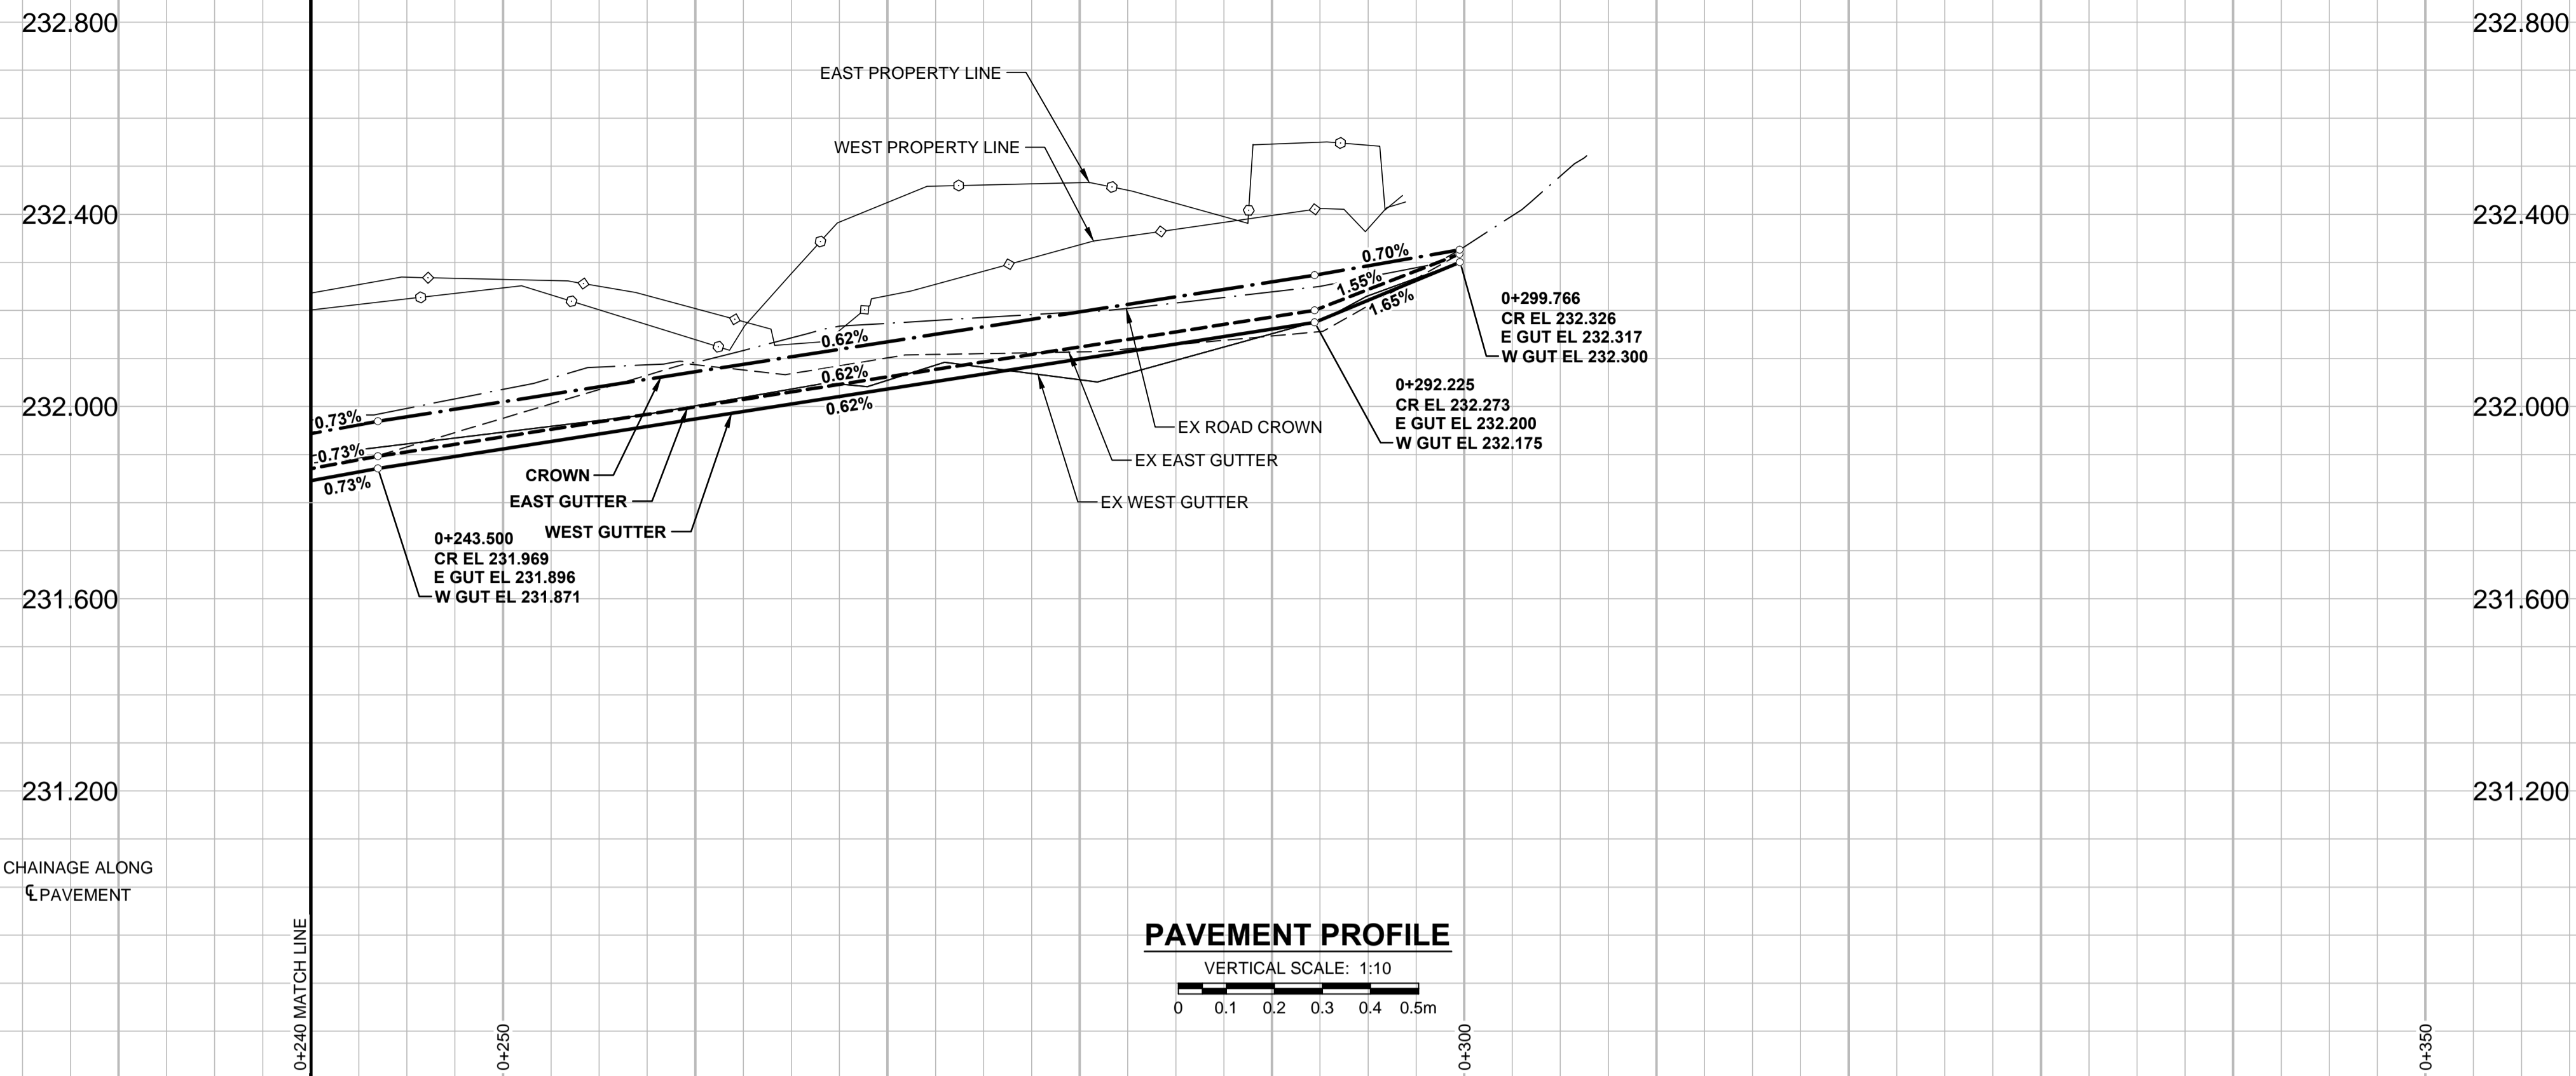 232.800
232.800
EAST PROPERTY LINE
WEST PROPERTY LINE
232.400
232.400
0.70%
1.55%
1.65%
0+299.766
CR EL 232.326
E GUT EL 232.317
W GUT EL 232.300
0.62%
0.62%
0.62%
0+292.225
CR EL 232.273
E GUT EL 232.200
W GUT EL 232.175
232.000
232.000
0.73%
0.73%
0.73%
EX ROAD CROWN
EX EAST GUTTER
EX WEST GUTTER
CROWN
EAST GUTTER
WEST GUTTER
0+243.500
CR EL 231.969
E GUT EL 231.896
W GUT EL 231.871
231.600
231.600
231.200
231.200
CHAINAGE ALONG
℄ PAVEMENT
0+240 MATCH LINE
PAVEMENT PROFILE
VERTICAL SCALE: 1:10
0 0.1 0.2 0.3 0.4 0.5m
0+250
0+300
0+350